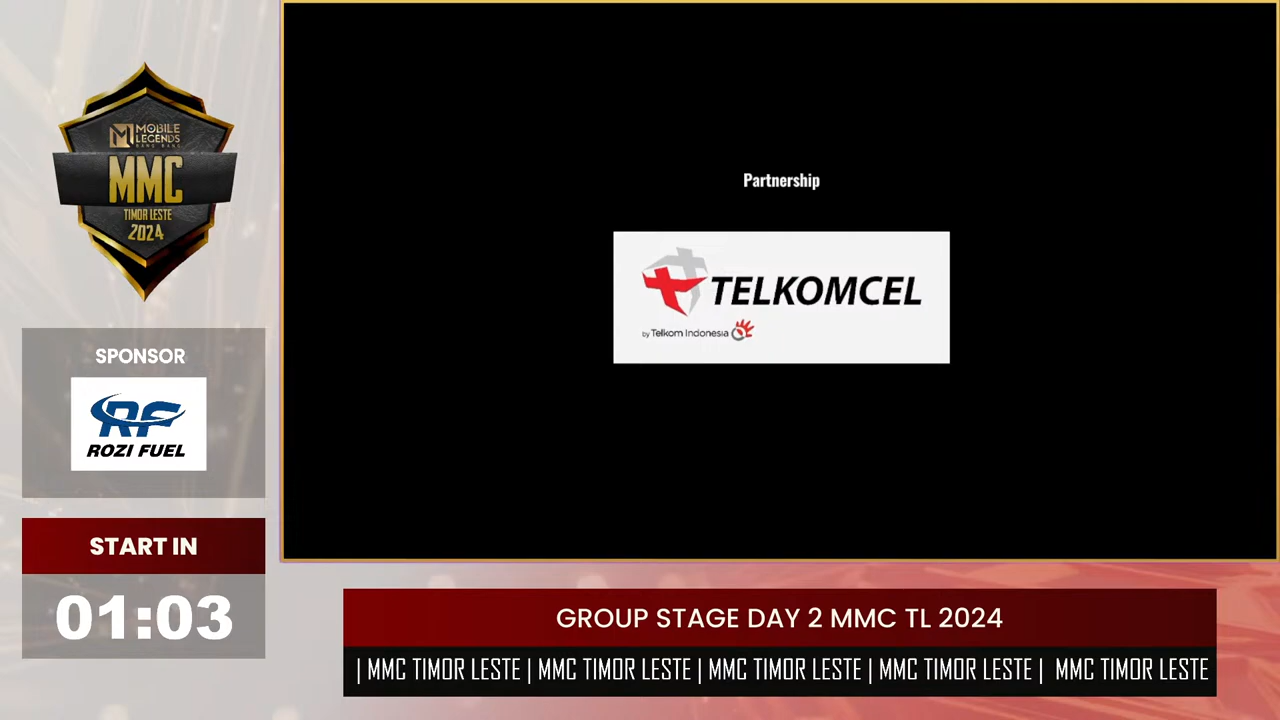 MOBILE
LEGENDS
BANG BANG
MMC
TIMOR LESTE
2024
SPONSOR
RF
ROZI FUEL
START IN
01:03
Partnership
TELKOMCEL
by Telkom Indonesia
GROUP STAGE DAY 2 MMC TL 2024
| MMC TIMOR LESTE | MMC TIMOR LESTE | MMC TIMOR LESTE | MMC TIMOR LESTE | MMC TIMOR LESTE